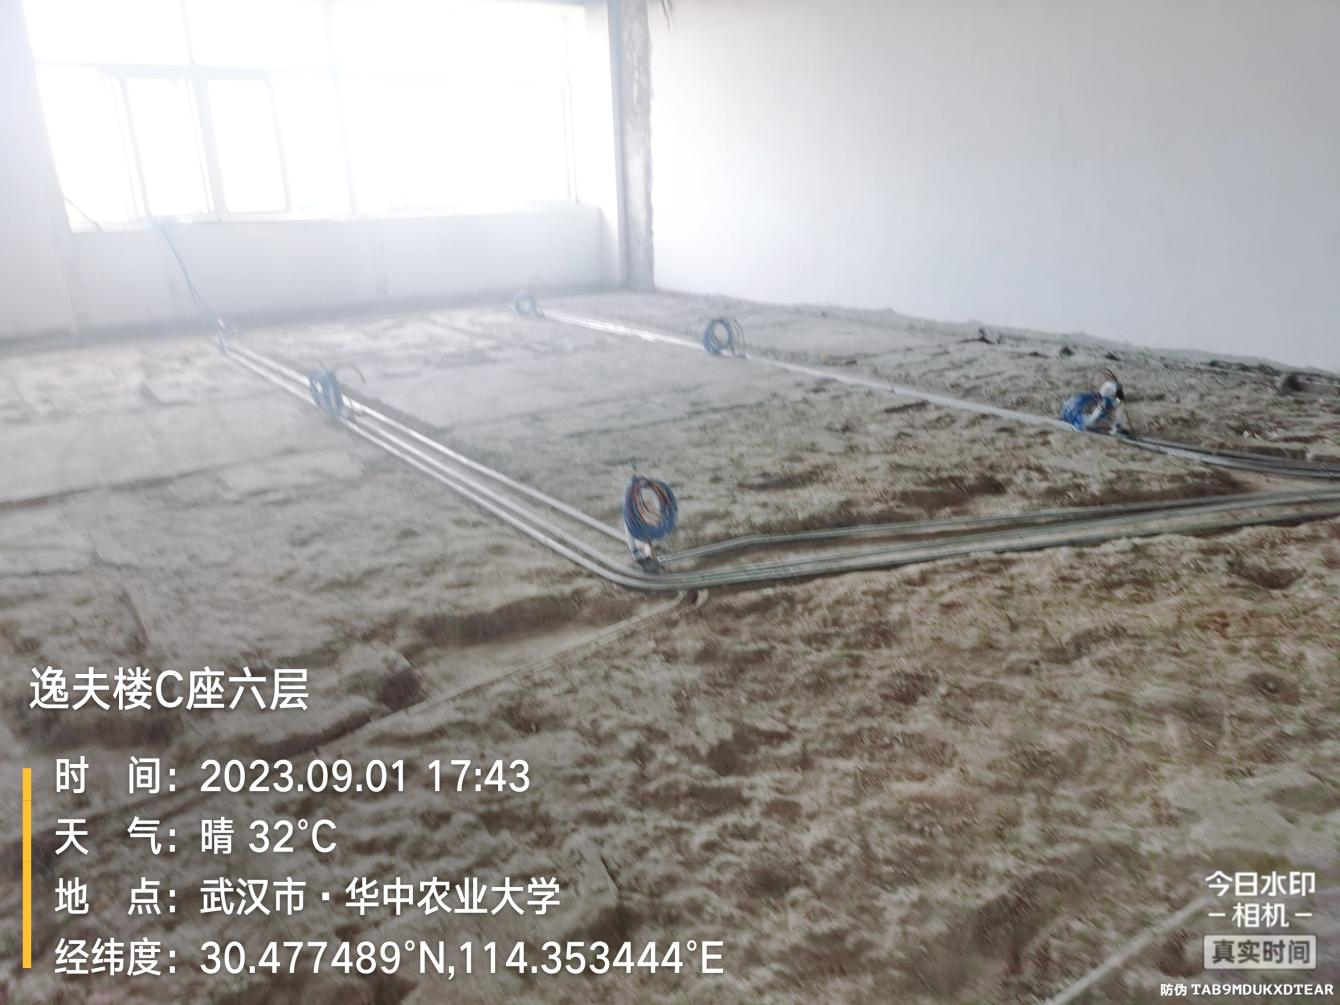 逸夫楼C座六层
时 间：2023.09.01 17:43
天 气：晴 32°C
地 点：武汉市·华中农业大学
经纬度：30.477489°N,114.353444°E
今日水印
相机
真实时间
防伪 TAB9MDUKXDTEAR